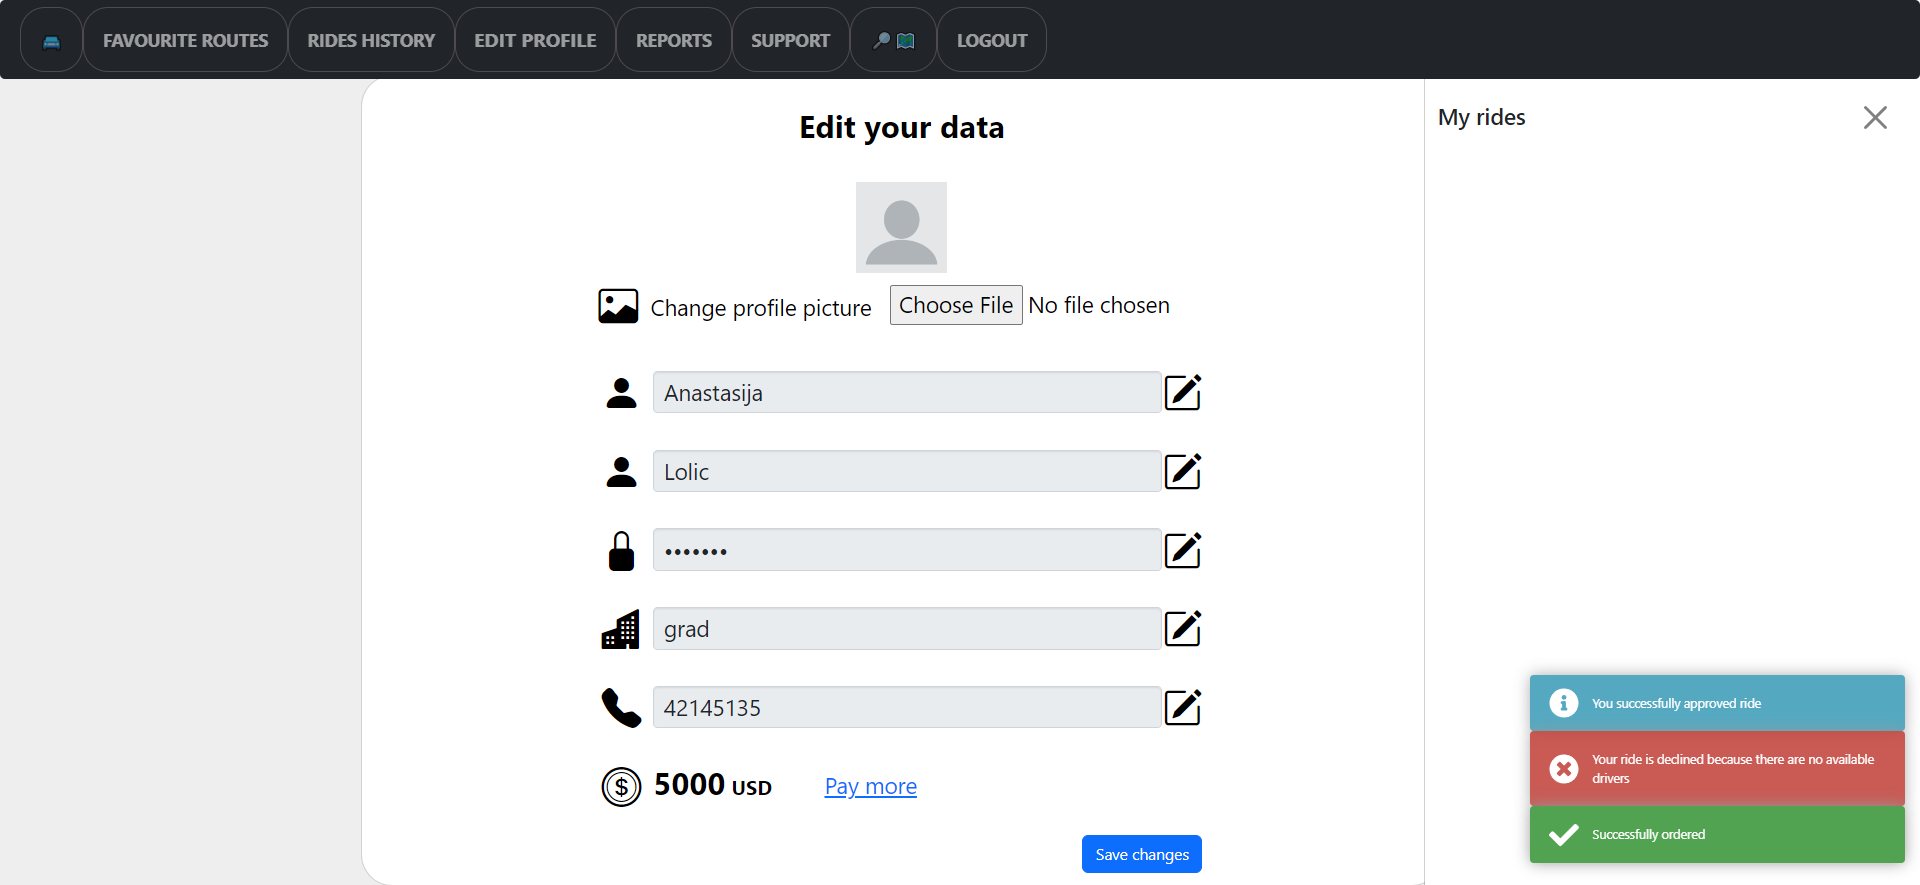 FAVOURITE ROUTES
RIDES HISTORY
EDIT PROFILE
REPORTS
SUPPORT
LOGOUT
Edit your data
My rides
Change profile picture
Choose File No file chosen
Anastasija
Lolic
•••••••
grad
42145135
$ 5000 USD
Pay more
Save changes
You successfully approved ride
Your ride is declined because there are no available
drivers
Successfully ordered